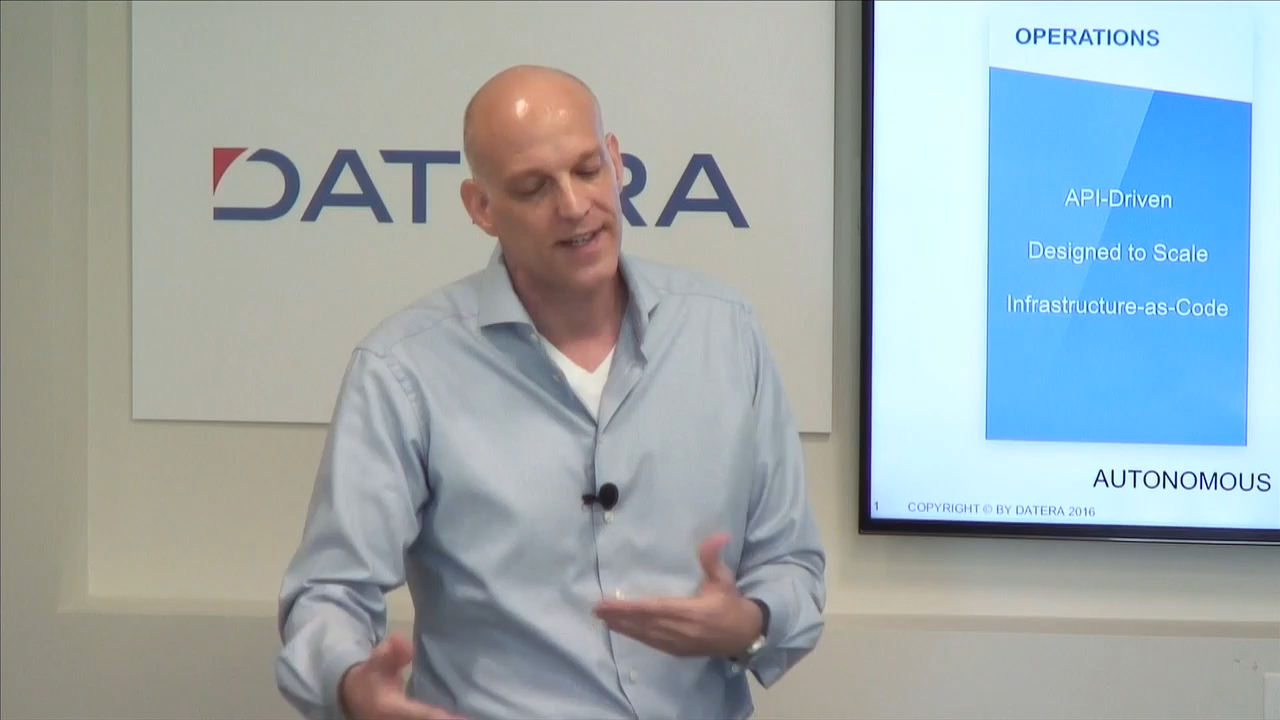 DATERA
OPERATIONS
API-Driven
Designed to Scale
Infrastructure-as-Code
AUTONOMOUS
1 COPYRIGHT © BY DATERA 2016